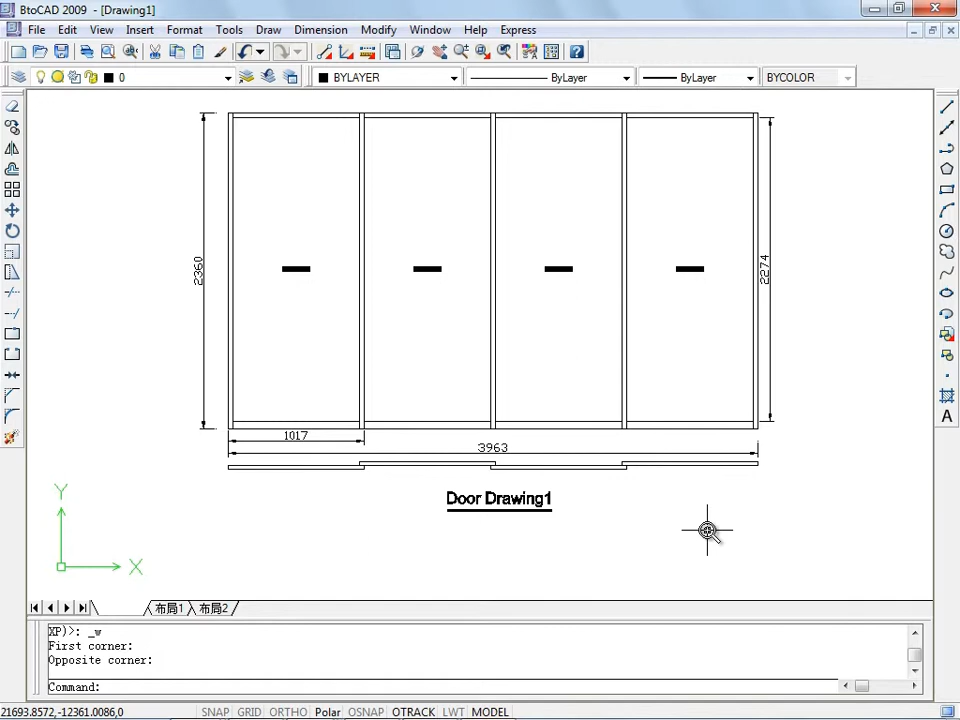 BtoCAD 2009 - [Drawing1]
File Edit View Insert Format Tools Draw Dimension Modify Window Help Express
0 BYLAYER ByLayer ByLayer BYCOLOR
A
2360
2274
1017
3963
Door Drawing1
Y
X
布局1 布局2
XP)>: _w
First corner:
Opposite corner:
Command:
21693.8572,-12361.0086,0 SNAP GRID ORTHO Polar OSNAP OTRACK LWT MODEL